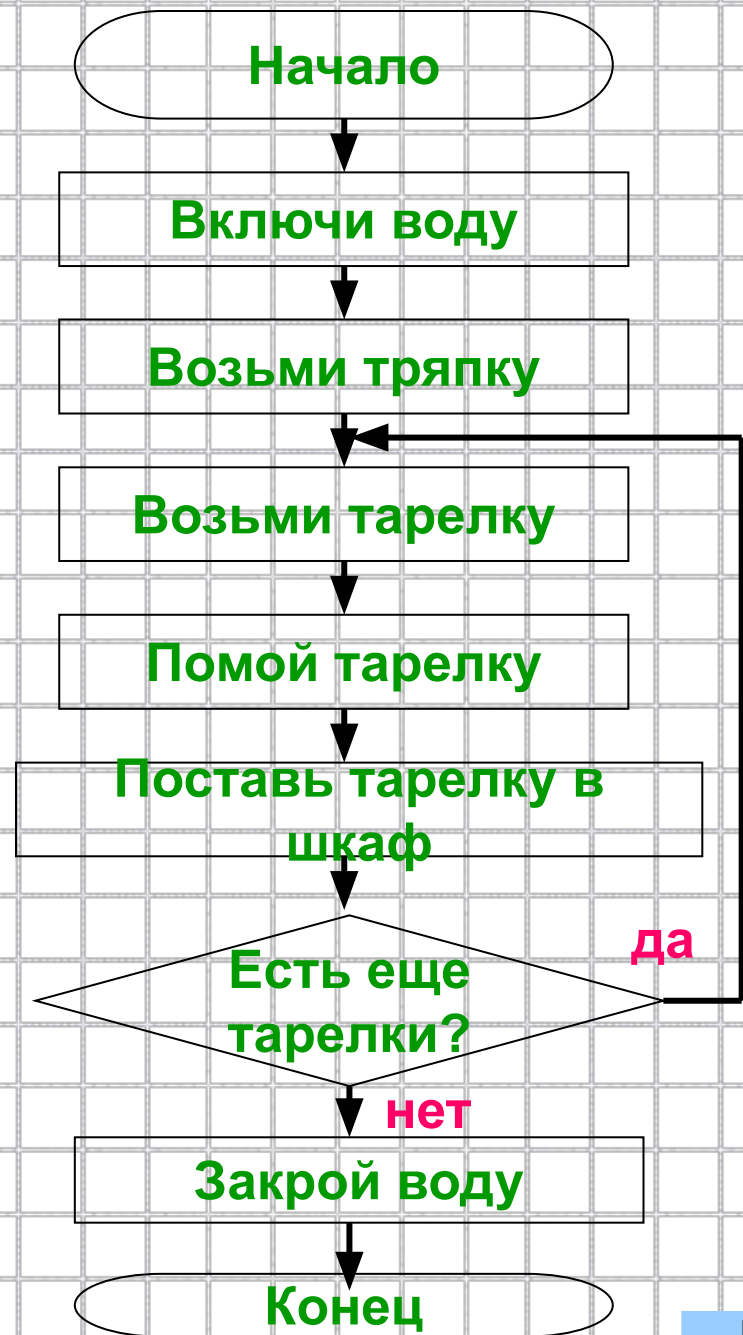 Начало
Включи воду
Возьми тряпку
Возьми тарелку
Помой тарелку
Поставь тарелку в
шкаф
да
Есть еще
тарелки?
нет
Закрой воду
Конец